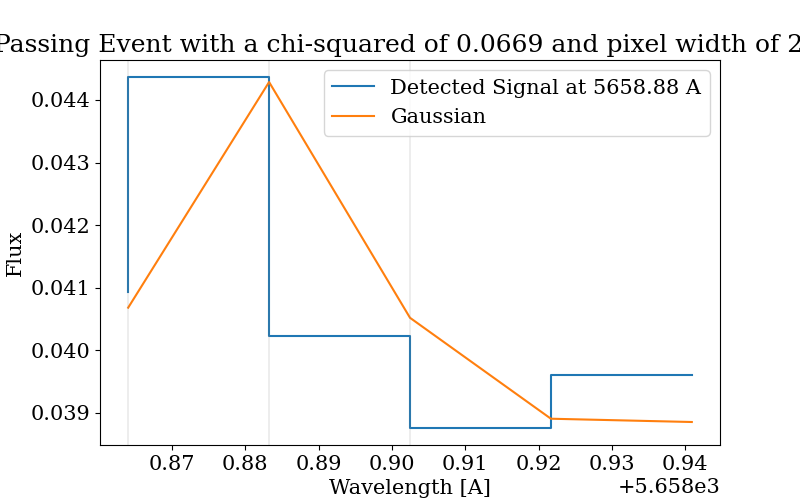 Passing Event with a chi-squared of 0.0669 and pixel width of 2
Detected Signal at 5658.88 A
Gaussian
Flux
0.044
0.043
0.042
0.041
0.040
0.039
0.87 0.88 0.89 0.90 0.91 0.92 0.93 0.94
Wavelength [A]
+5.658e3